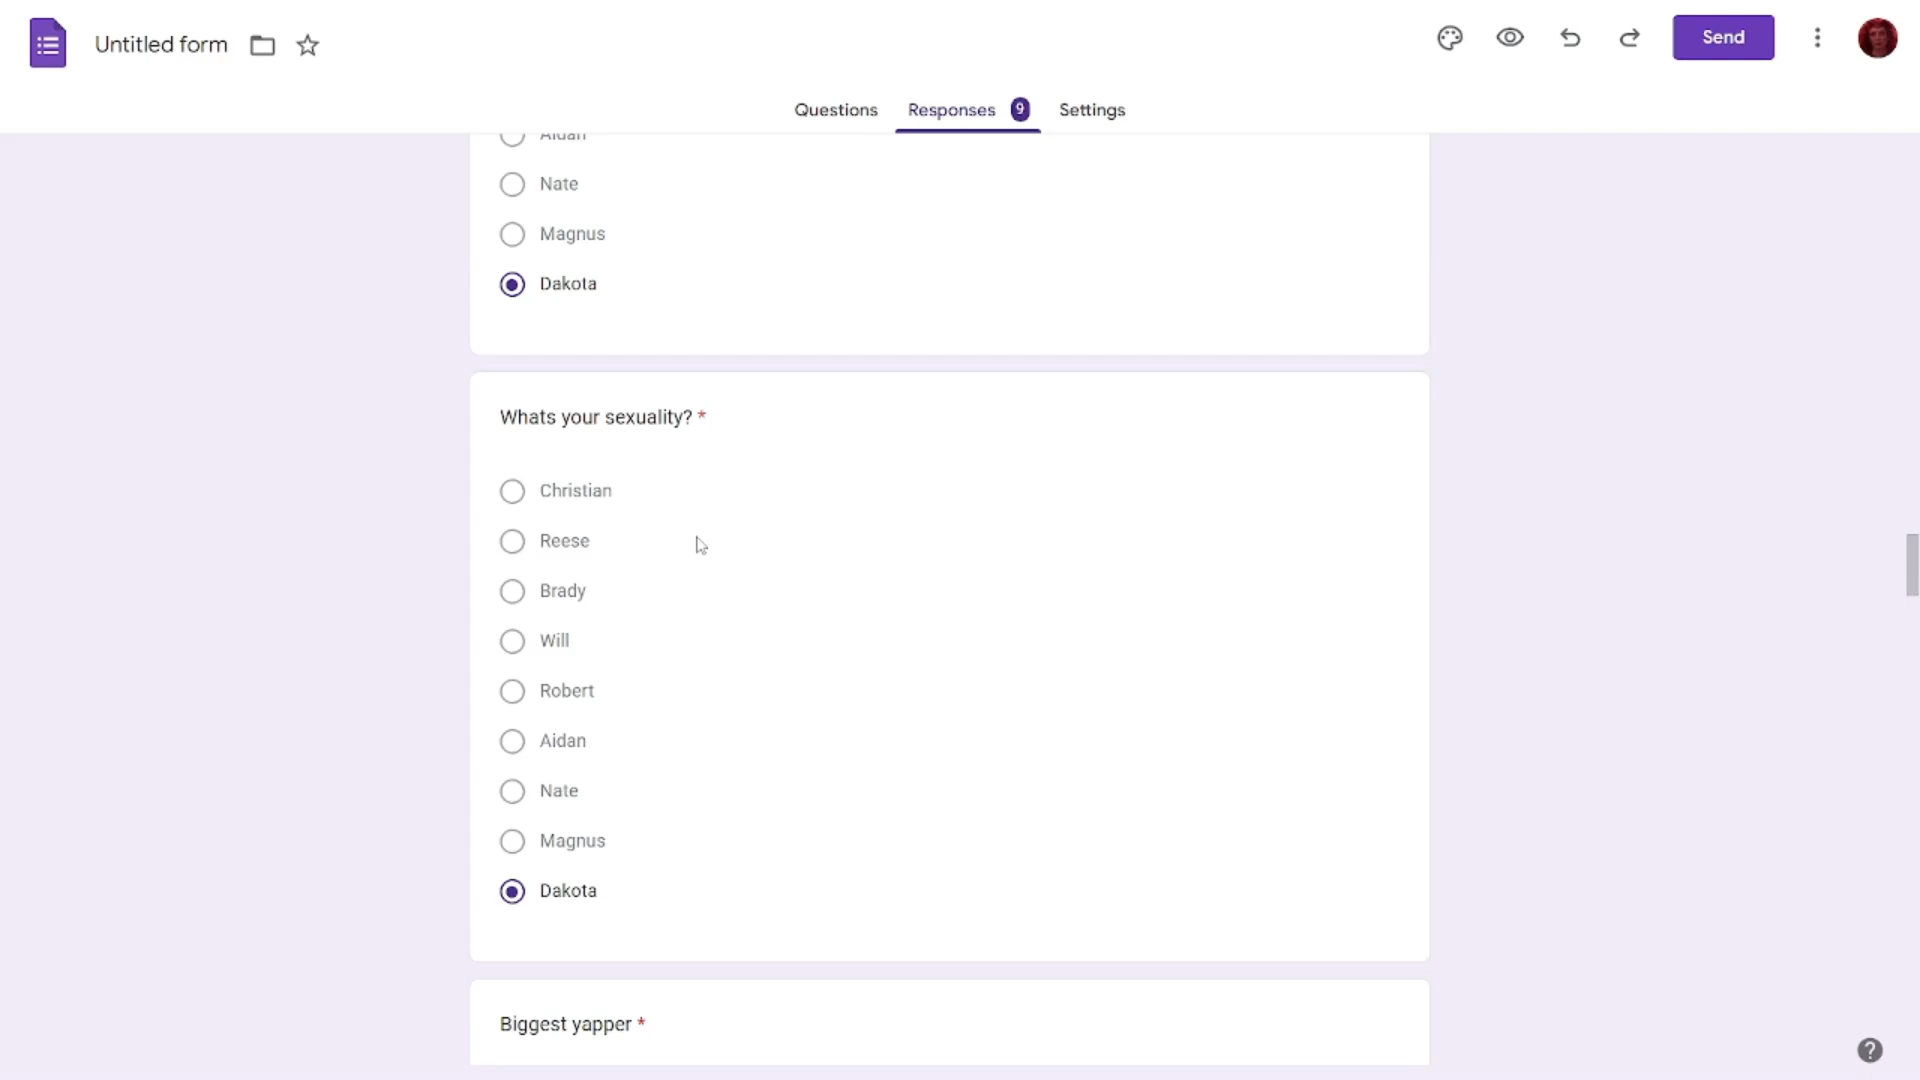 Untitled form
Send
Questions
Responses 9
Settings
Aidan
Nate
Magnus
Dakota
Whats your sexuality? *
Christian
Reese
Brady
Will
Robert
Aidan
Nate
Magnus
Dakota
Biggest yapper *
?